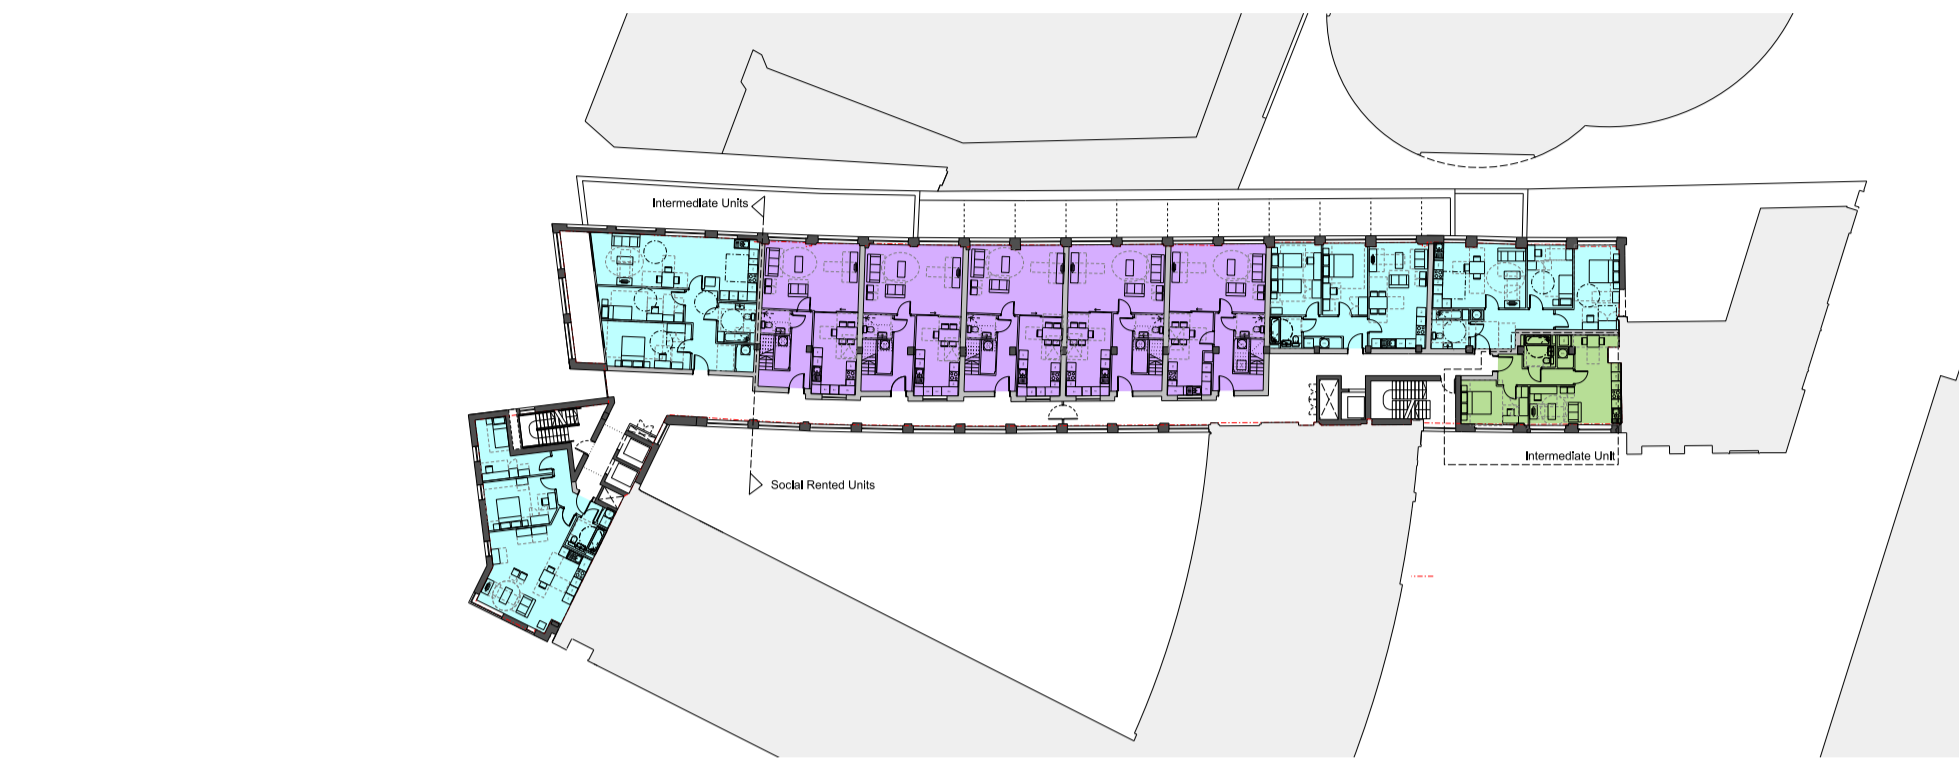 Intermediate Units
Intermediate Unit
Social Rented Units